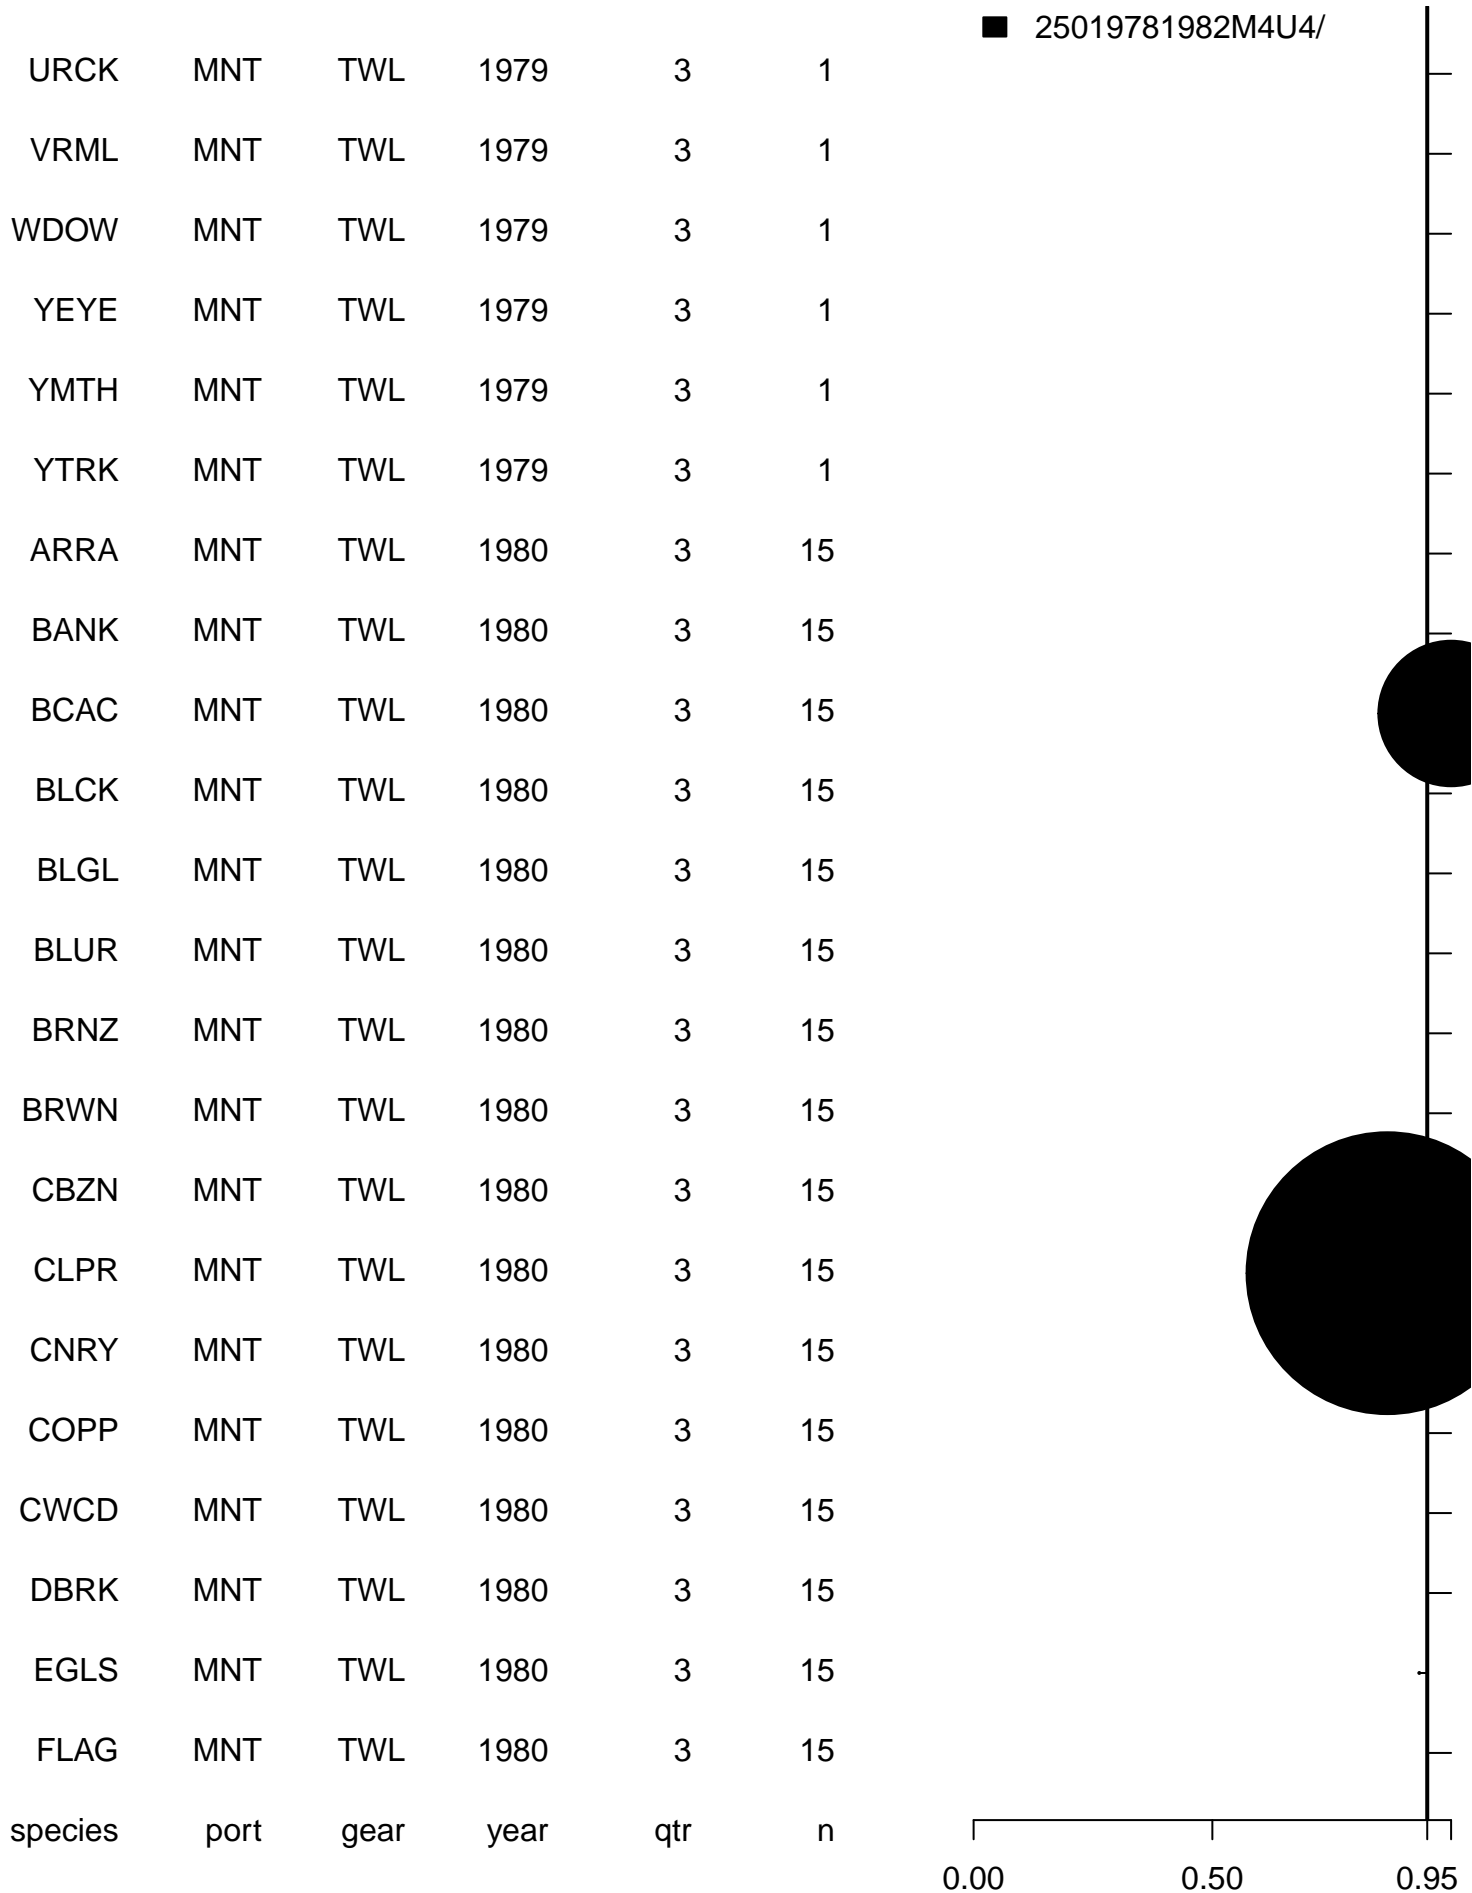 25019781982M4U4/
URCK MNT TWL 1979 3 1
VRML MNT TWL 1979 3 1
WDOW MNT TWL 1979 3 1
YEYE MNT TWL 1979 3 1
YMTH MNT TWL 1979 3 1
YTRK MNT TWL 1979 3 1
ARRA MNT TWL 1980 3 15
BANK MNT TWL 1980 3 15
BCAC MNT TWL 1980 3 15
BLCK MNT TWL 1980 3 15
BLGL MNT TWL 1980 3 15
BLUR MNT TWL 1980 3 15
BRNZ MNT TWL 1980 3 15
BRWN MNT TWL 1980 3 15
CBZN MNT TWL 1980 3 15
CLPR MNT TWL 1980 3 15
CNRY MNT TWL 1980 3 15
COPP MNT TWL 1980 3 15
CWCD MNT TWL 1980 3 15
DBRK MNT TWL 1980 3 15
EGLS MNT TWL 1980 3 15
FLAG MNT TWL 1980 3 15
species port gear year qtr n
0.00 0.50 0.95